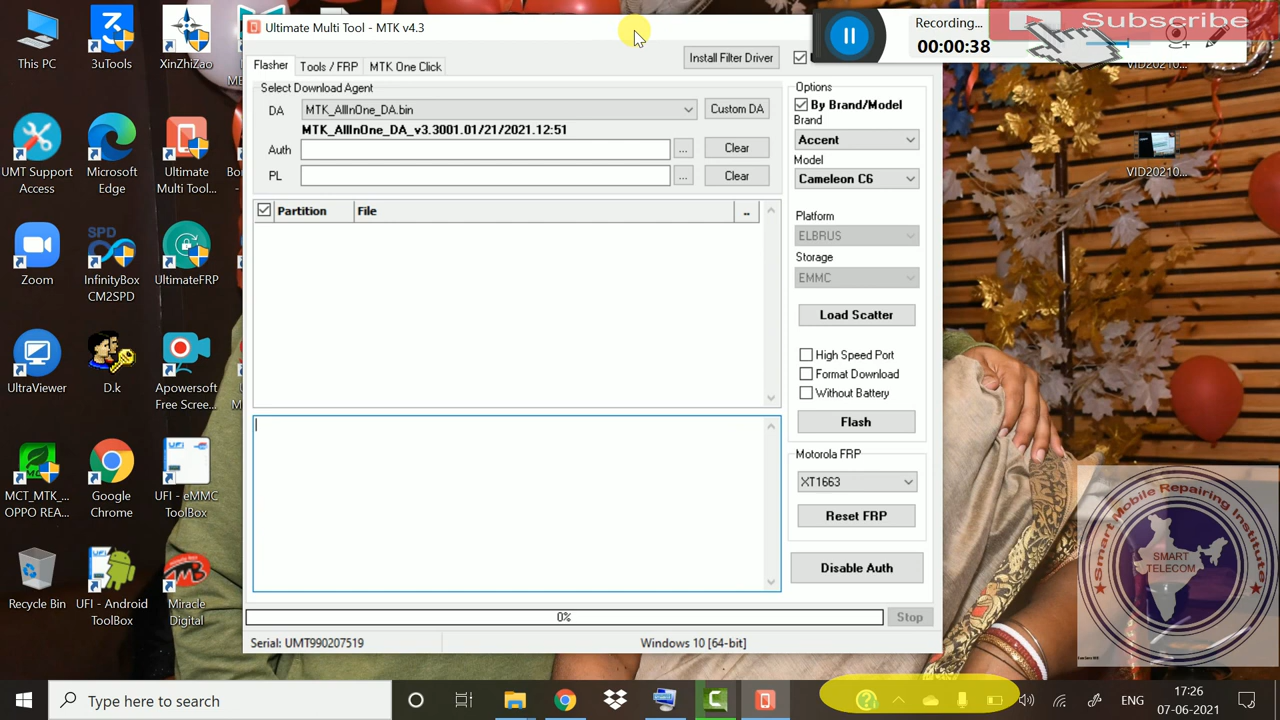 Ultimate Multi Tool - MTK v4.3
Recording...
00:00:38
Subscribe
Install Filter Driver
Flasher
Tools / FRP
MTK One Click
Select Download Agent
DA
MTK_AllInOne_DA.bin
Custom DA
MTK_AllInOne_DA_v3.3001.01/21/2021.12:51
Auth
...
Clear
PL
...
Clear
Partition
File
..
Options
By Brand/Model
Brand
Accent
Model
Cameleon C6
Platform
ELBRUS
Storage
EMMC
Load Scatter
High Speed Port
Format Download
Without Battery
Flash
Motorola FRP
XT1663
Reset FRP
Disable Auth
0%
Stop
Serial: UMT990207519
Windows 10 [64-bit]
This PC
3uTools
XinZhiZao
UMT Support
Access
Microsoft
Edge
Ultimate
Multi Tool...
Zoom
SPD
InfinityBox
CM2SPD
UltimateFRP
UltraViewer
D.k
Apowersoft
Free Scree...
MCT_MTK_...
OPPO REA...
Google
Chrome
UFI - eMMC
ToolBox
Recycle Bin
UFI - Android
ToolBox
Miracle
Digital
VID20210...
VID20210...
Smart Mobile Repairing Institute
SMART
TELECOM
Type here to search
ENG
17:26
07-06-2021